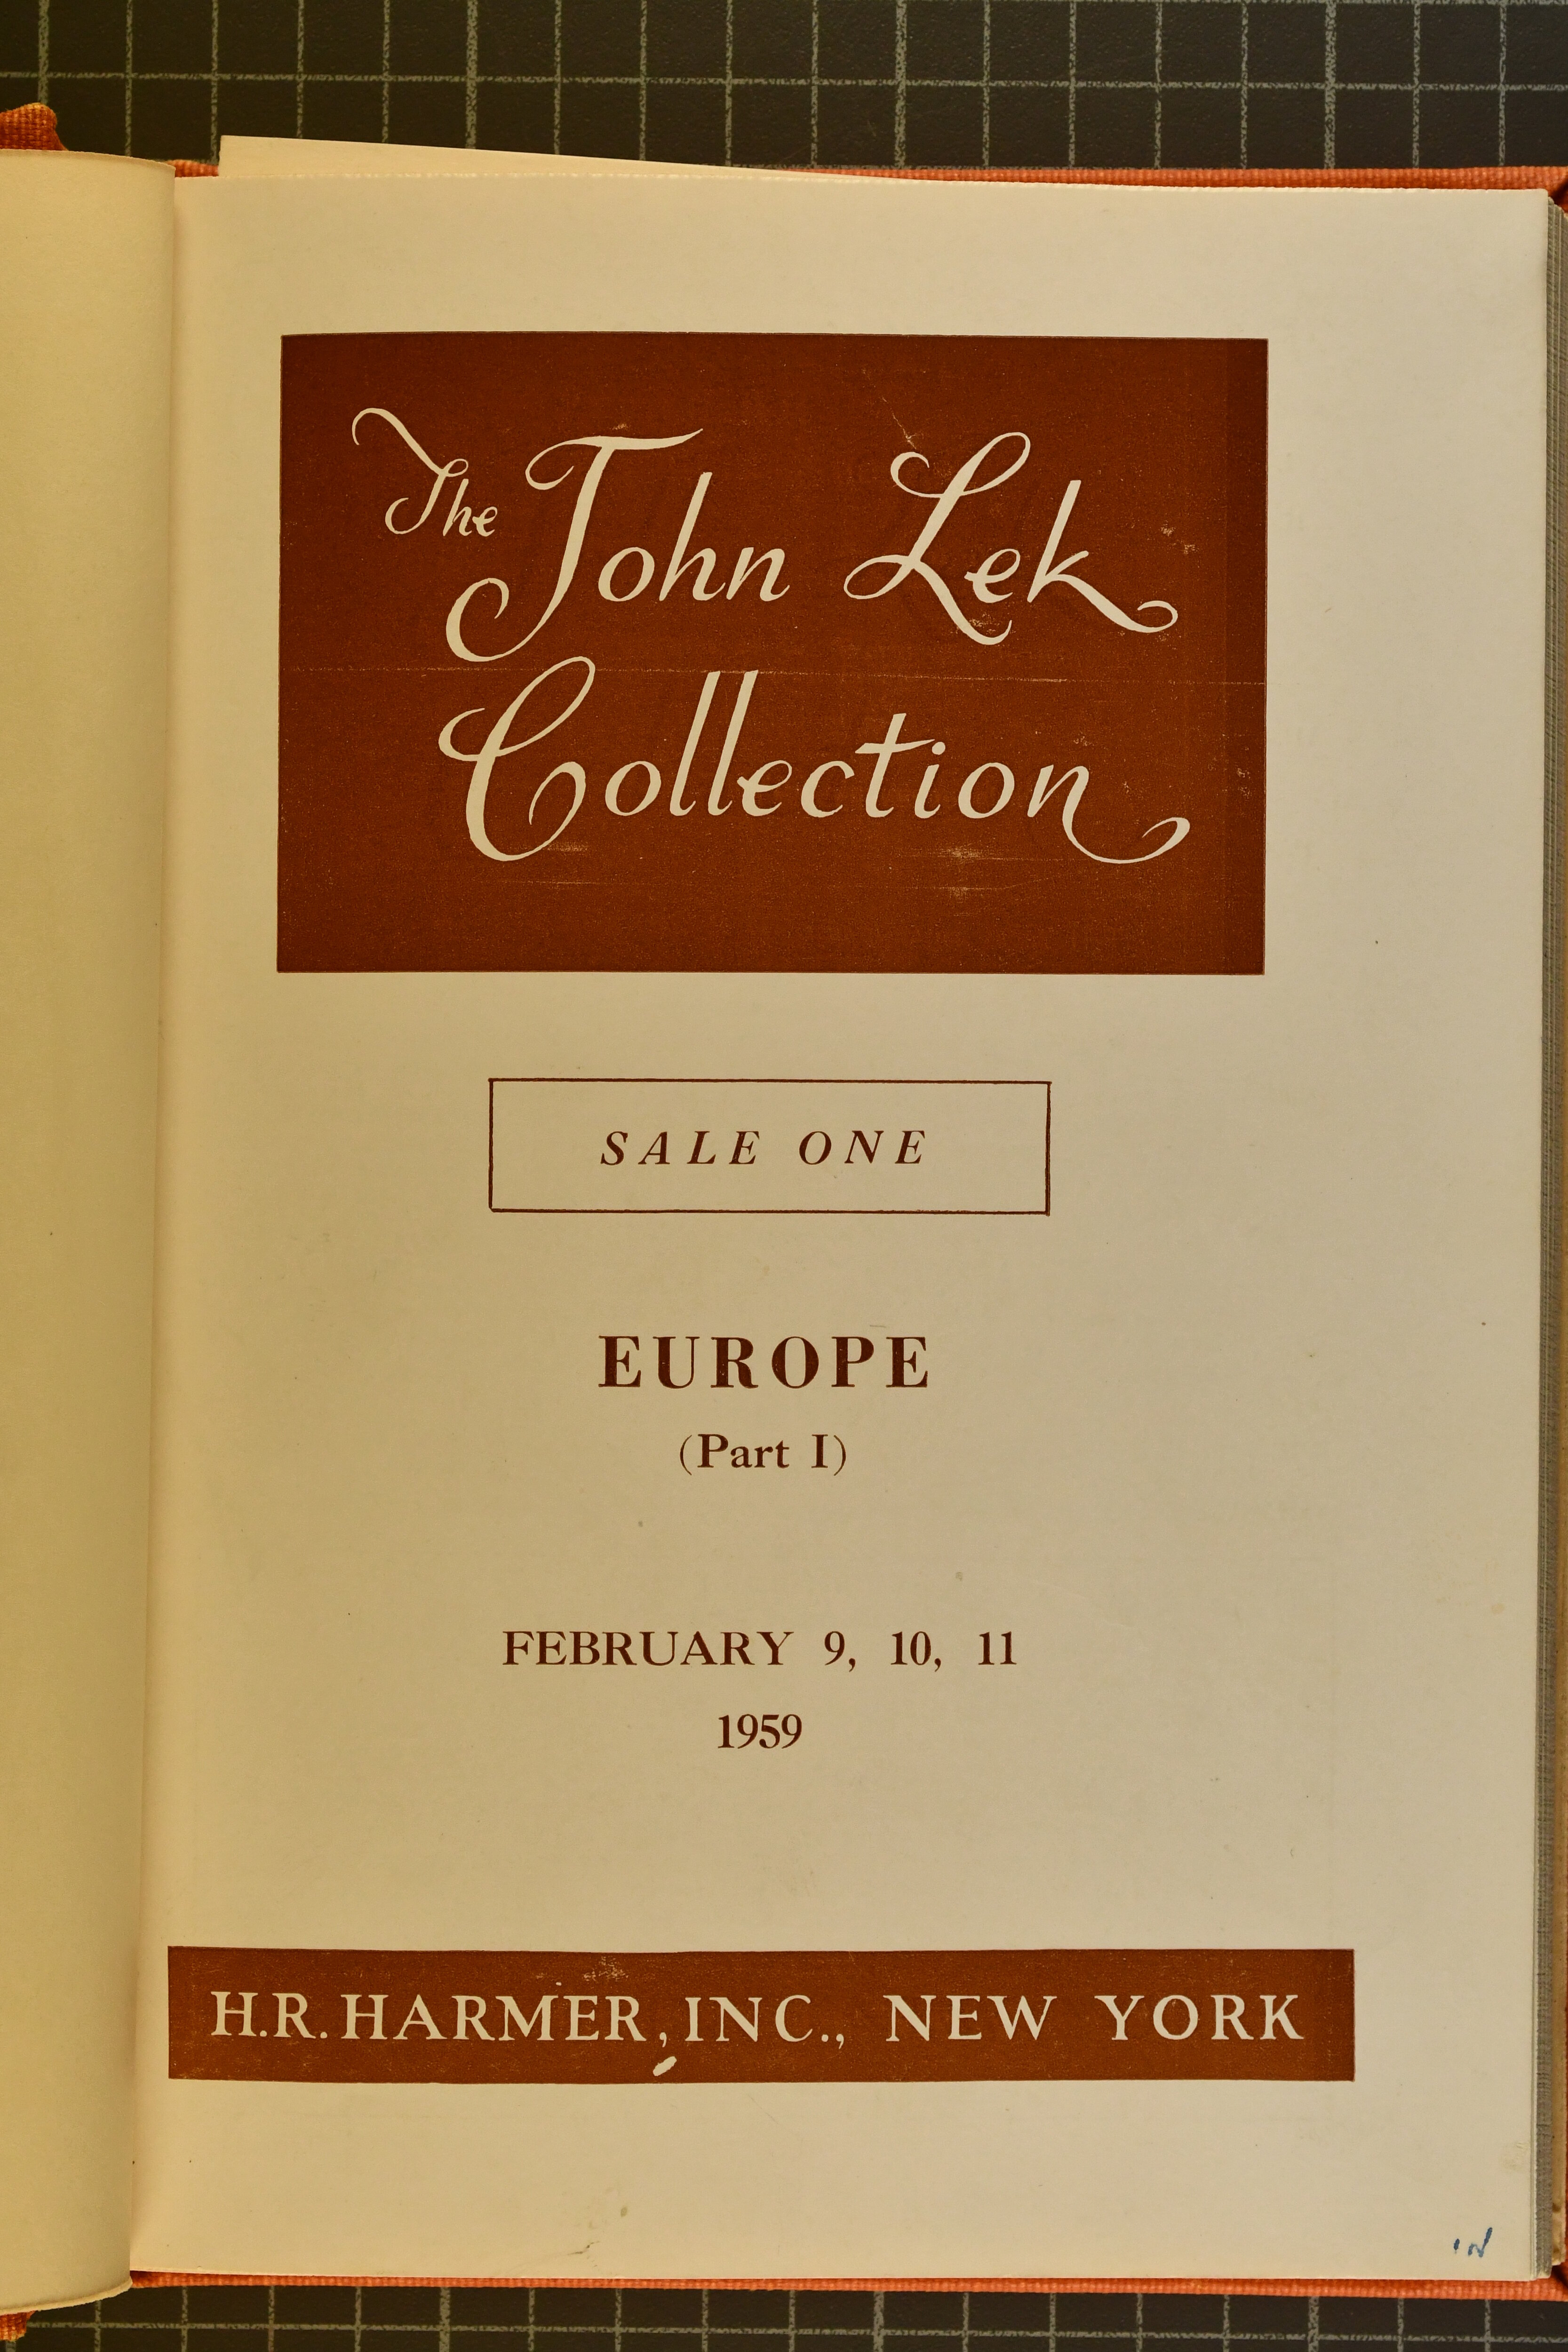 The John Lek
Collection
SALE ONE
EUROPE
(Part I)
FEBRUARY 9, 10, 11
1959
H.R. HARMER, INC., NEW YORK